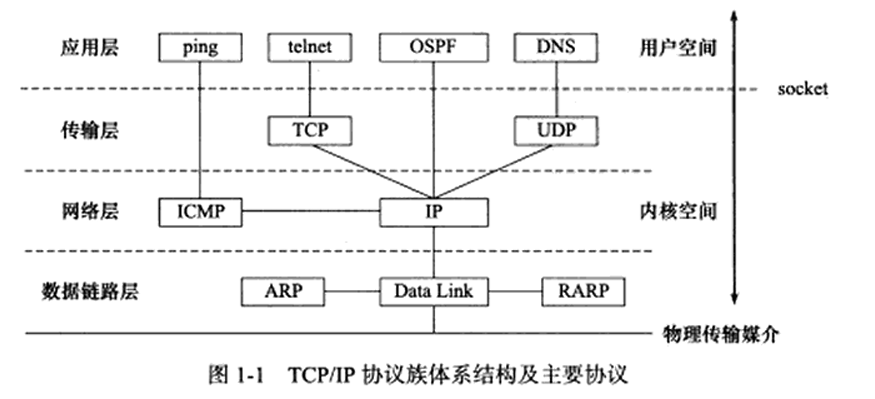 应用层 ping telnet OSPF DNS 用户空间
socket
传输层 TCP UDP
网络层 ICMP IP 内核空间
数据链路层 ARP Data Link RARP
物理传输媒介
图 1-1 TCP/IP 协议族体系结构及主要协议